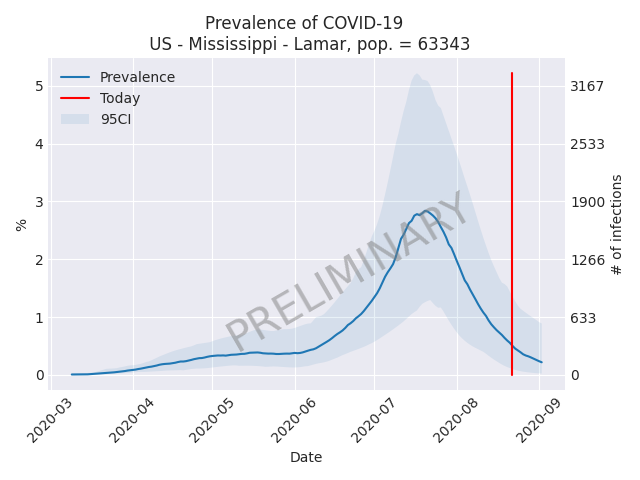 Prevalence of COVID-19
US - Mississippi - Lamar, pop. = 63343
Prevalence
Today
95CI
PRELIMINARY
%
5
4
3
2
1
0
3167
2533
1900
1266
633
0
# of infections
2020-03
2020-04
2020-05
2020-06
2020-07
2020-08
2020-09
Date